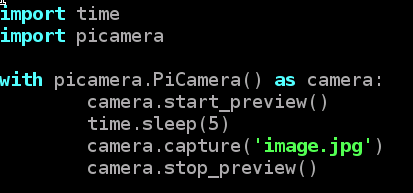 import time
import picamera

with picamera.PiCamera() as camera:
        camera.start_preview()
        time.sleep(5)
        camera.capture('image.jpg')
        camera.stop_preview()